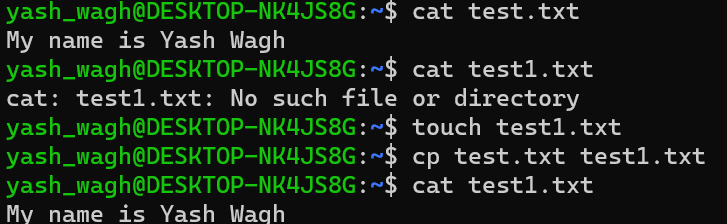 yash_wagh@DESKTOP-NK4JS8G:~$ cat test.txt
My name is Yash Wagh
yash_wagh@DESKTOP-NK4JS8G:~$ cat test1.txt
cat: test1.txt: No such file or directory
yash_wagh@DESKTOP-NK4JS8G:~$ touch test1.txt
yash_wagh@DESKTOP-NK4JS8G:~$ cp test.txt test1.txt
yash_wagh@DESKTOP-NK4JS8G:~$ cat test1.txt
My name is Yash Wagh